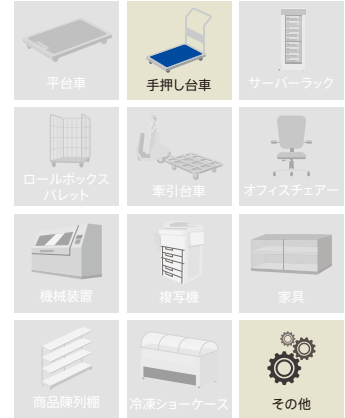 平台車
手押し台車
サーバーラック
ロールボックス
パレット
牽引台車
オフィスチェアー
機械装置
複写機
家具
商品陳列棚
冷凍ショーケース
その他